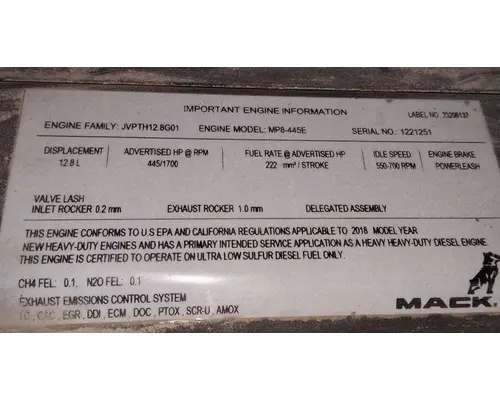 IMPORTANT ENGINE INFORMATION
LABEL NO. 23208137
ENGINE FAMILY: JVPTH12.8G01 ENGINE MODEL: MP8-445E SERIAL NO.: 1221251
DISPLACEMENT ADVERTISED HP @ RPM FUEL RATE @ ADVERTISED HP IDLE SPEED ENGINE BRAKE
12.8 L 445/1700 222 mm³/STROKE 550-700 RPM POWERLEASH
VALVE LASH
INLET ROCKER 0.2 mm EXHAUST ROCKER 1.0 mm DELEGATED ASSEMBLY
THIS ENGINE CONFORMS TO U.S EPA AND CALIFORNIA REGULATIONS APPLICABLE TO 2018 MODEL YEAR
NEW HEAVY-DUTY ENGINES AND HAS A PRIMARY INTENDED SERVICE APPLICATION AS A HEAVY HEAVY-DUTY DIESEL ENGINE.
THIS ENGINE IS CERTIFIED TO OPERATE ON ULTRA LOW SULFUR DIESEL FUEL ONLY.
CH4 FEL: 0.1, N2O FEL: 0.1
MACK
EXHAUST EMISSIONS CONTROL SYSTEM
TC , CAC , EGR , DDI , ECM , DOC , PTOX , SCR-U , AMOX